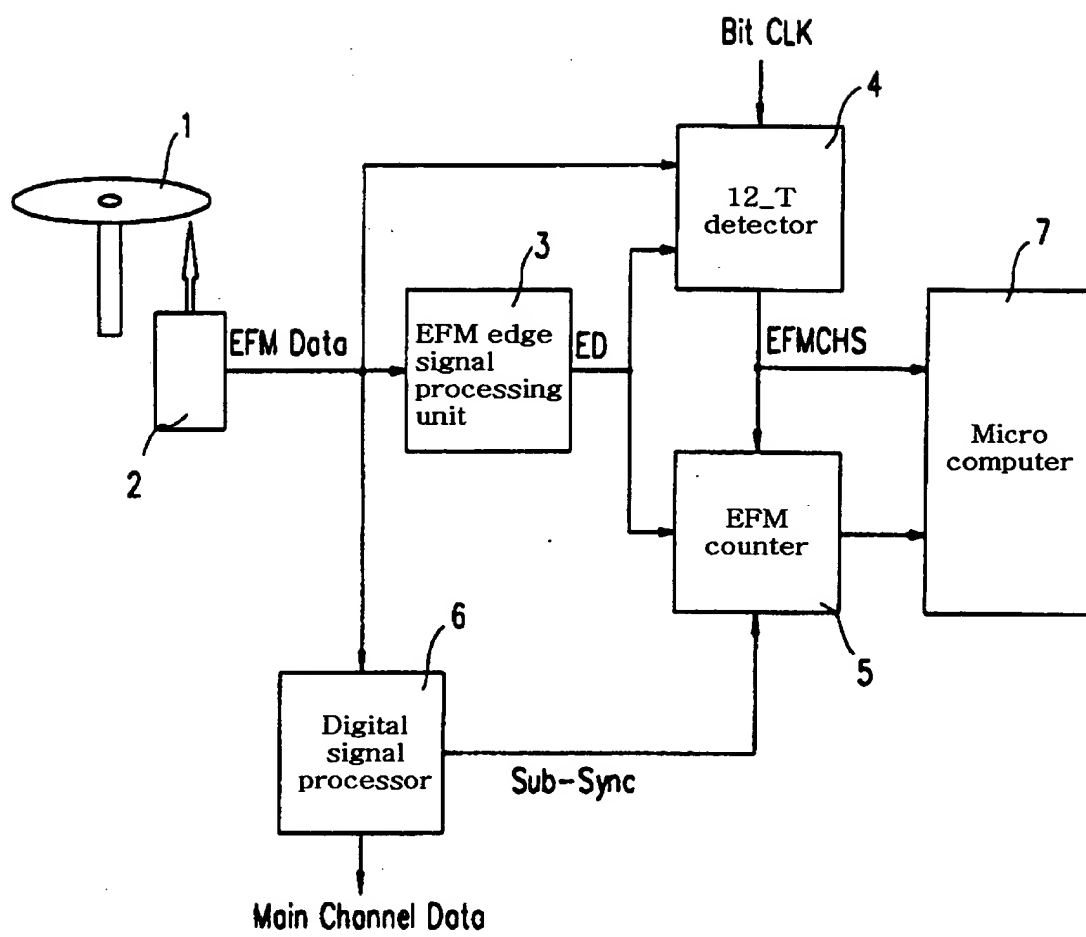 Bit CLK
4
1
12_T
detector
7
3
EFM Data
EFM edge
signal
processing
unit
ED
EFMCHS
2
Micro
computer
EFM
counter
5
6
Digital
signal
processor
Sub-Sync
Main Channel Data